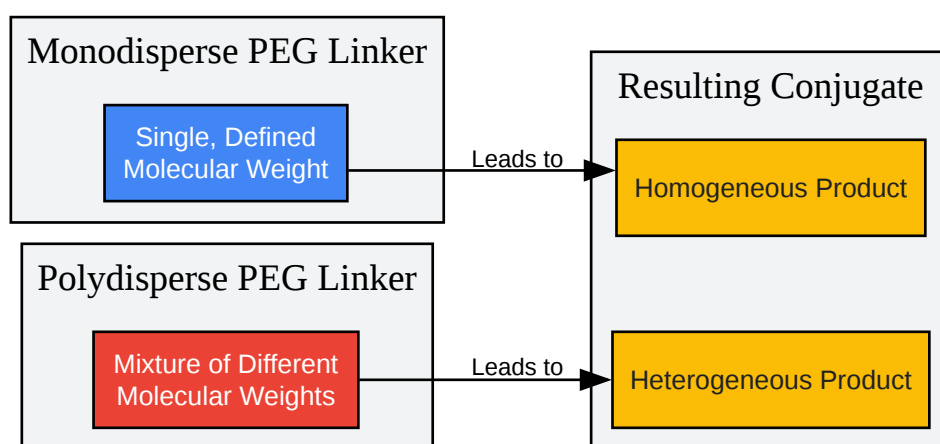 Monodisperse PEG Linker
Single, Defined
Molecular Weight
Leads to
Resulting Conjugate
Homogeneous Product
Polydisperse PEG Linker
Mixture of Different
Molecular Weights
Leads to
Heterogeneous Product